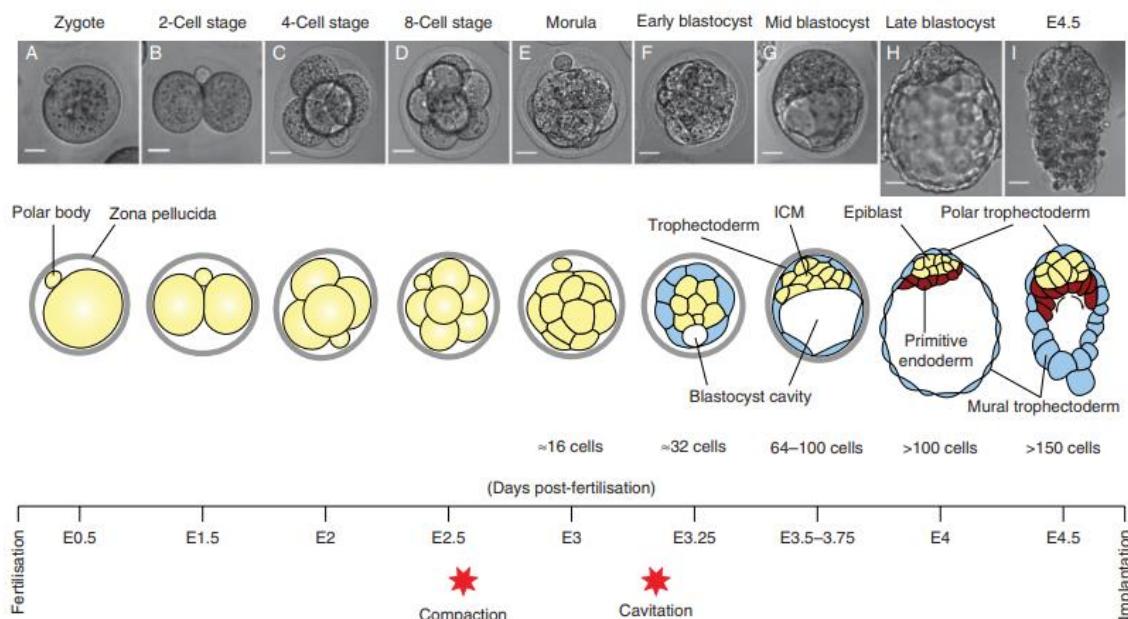 Zygote 2-Cell stage 4-Cell stage 8-Cell stage Morula Early blastocyst Mid blastocyst Late blastocyst E4.5
A B C D E F G H I
Polar body Zona pellucida
Trophectoderm ICM Epiblast Polar trophectoderm
Primitive
endoderm
Blastocyst cavity Mural trophectoderm
≈16 cells ≈32 cells 64–100 cells >100 cells >150 cells
(Days post-fertilisation)
E0.5 E1.5 E2 E2.5 E3 E3.25 E3.5–3.75 E4 E4.5
Fertilisation
Implantation
Compaction Cavitation